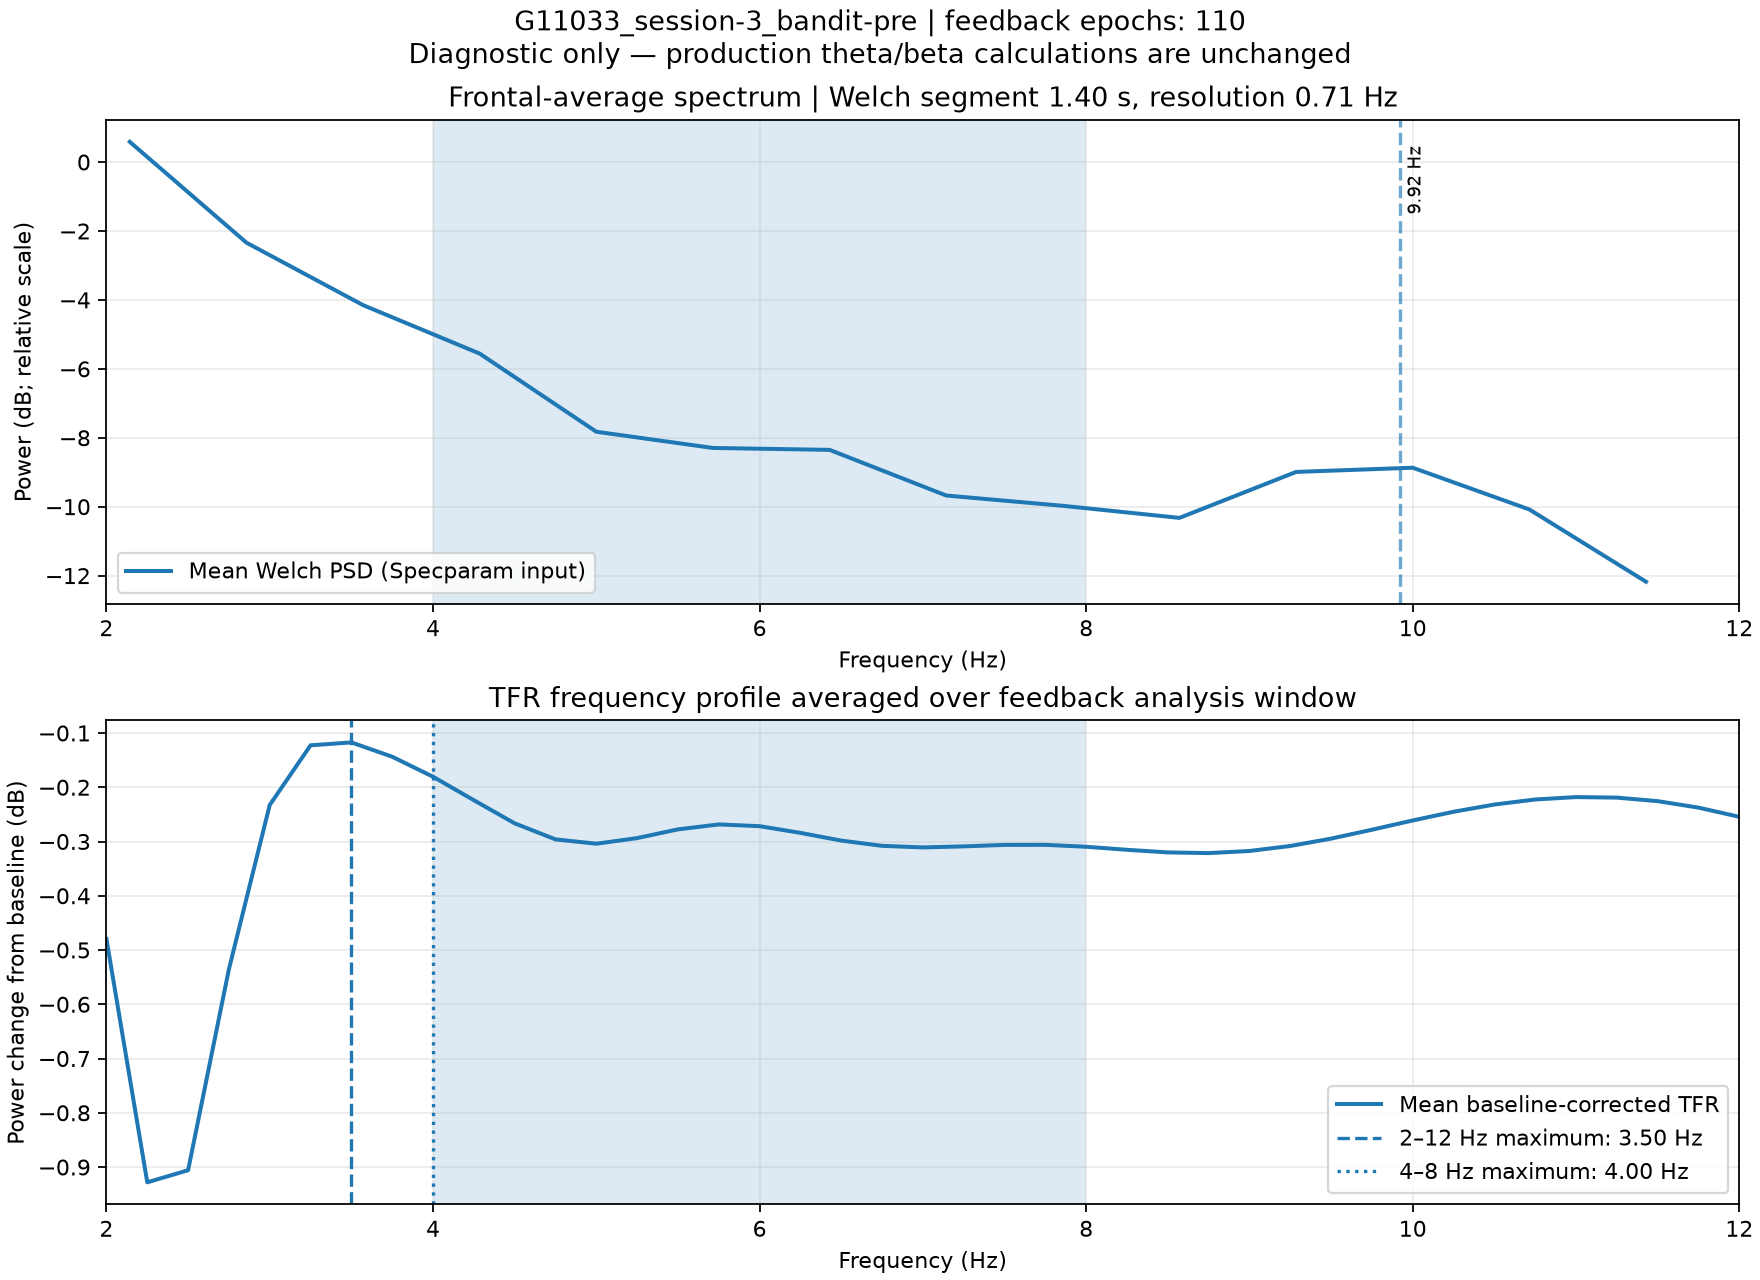 G11033_session-3_bandit-pre | feedback epochs: 110
Diagnostic only — production theta/beta calculations are unchanged
Frontal-average spectrum | Welch segment 1.40 s, resolution 0.71 Hz
Power (dB; relative scale)
0
−2
−4
−6
−8
−10
−12
9.92 Hz
Mean Welch PSD (Specparam input)
2 4 6 8 10 12
Frequency (Hz)
TFR frequency profile averaged over feedback analysis window
Power change from baseline (dB)
−0.1
−0.2
−0.3
−0.4
−0.5
−0.6
−0.7
−0.8
−0.9
Mean baseline-corrected TFR
2–12 Hz maximum: 3.50 Hz
4–8 Hz maximum: 4.00 Hz
2 4 6 8 10 12
Frequency (Hz)